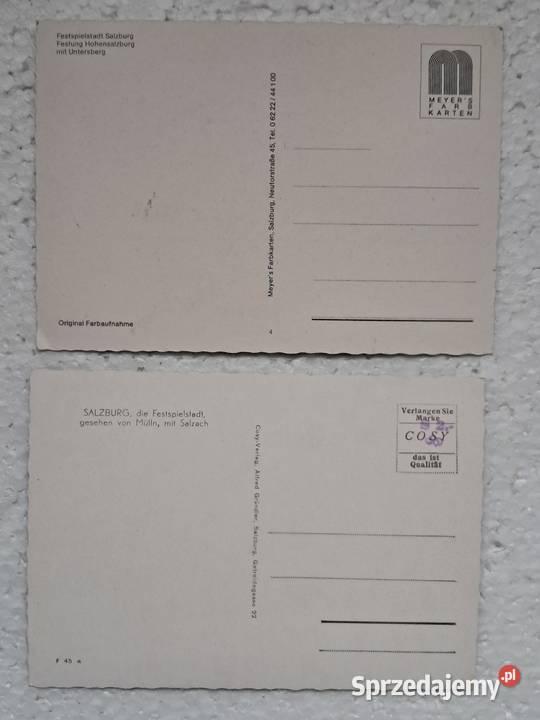 Festspielstadt Salzburg
Festung Hohensalzburg
mit Untersberg
MEYER'S
FARB
KARTEN
Meyer's Farbkarten, Salzburg, Neutorstraße 45, Tel. 0 62 22 / 44 1 00
Original Farbaufnahme
4
SALZBURG, die Festspielstadt,
gesehen von Mülln, mit Salzach
Verlangen Sie
Marke
COSY
das ist
Qualität
Cosy-Verlag, Alfred Gründler, Salzburg, Getreidegasse 22
F 45 a
Sprzedajemy.pl